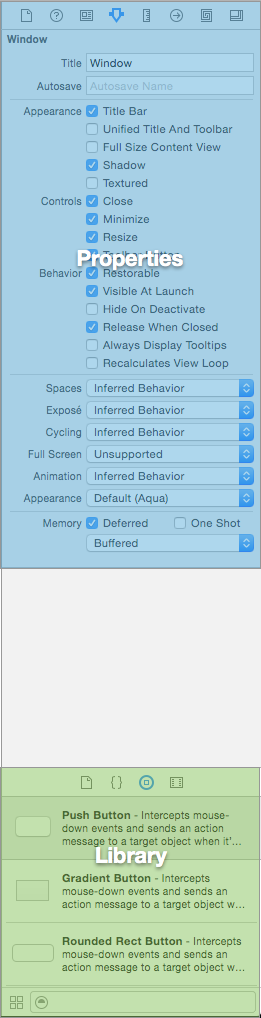 Window
Title Window
Autosave Autosave Name
Appearance Title Bar
Unified Title And Toolbar
Full Size Content View
Shadow
Textured
Controls Close
Minimize
Resize
Properties
Behavior Restorable
Visible At Launch
Hide On Deactivate
Release When Closed
Always Display Tooltips
Recalculates View Loop
Spaces Inferred Behavior
Exposé Inferred Behavior
Cycling Inferred Behavior
Full Screen Unsupported
Animation Inferred Behavior
Appearance Default (Aqua)
Memory Deferred One Shot
Buffered
{ }
Push Button - Intercepts mouse-
down events and sends an action
message to a target object when it'...
Library
Gradient Button - Intercepts
mouse-down events and sends an
action message to a target object w...
Rounded Rect Button - Intercepts
mouse-down events and sends an
action message to a target object w...